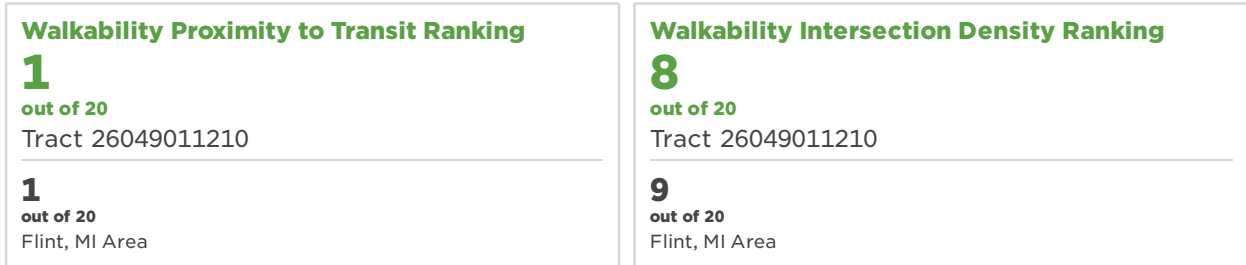 Walkability Proximity to Transit Ranking
1
out of 20
Tract 26049011210
1
out of 20
Flint, MI Area
Walkability Intersection Density Ranking
8
out of 20
Tract 26049011210
9
out of 20
Flint, MI Area